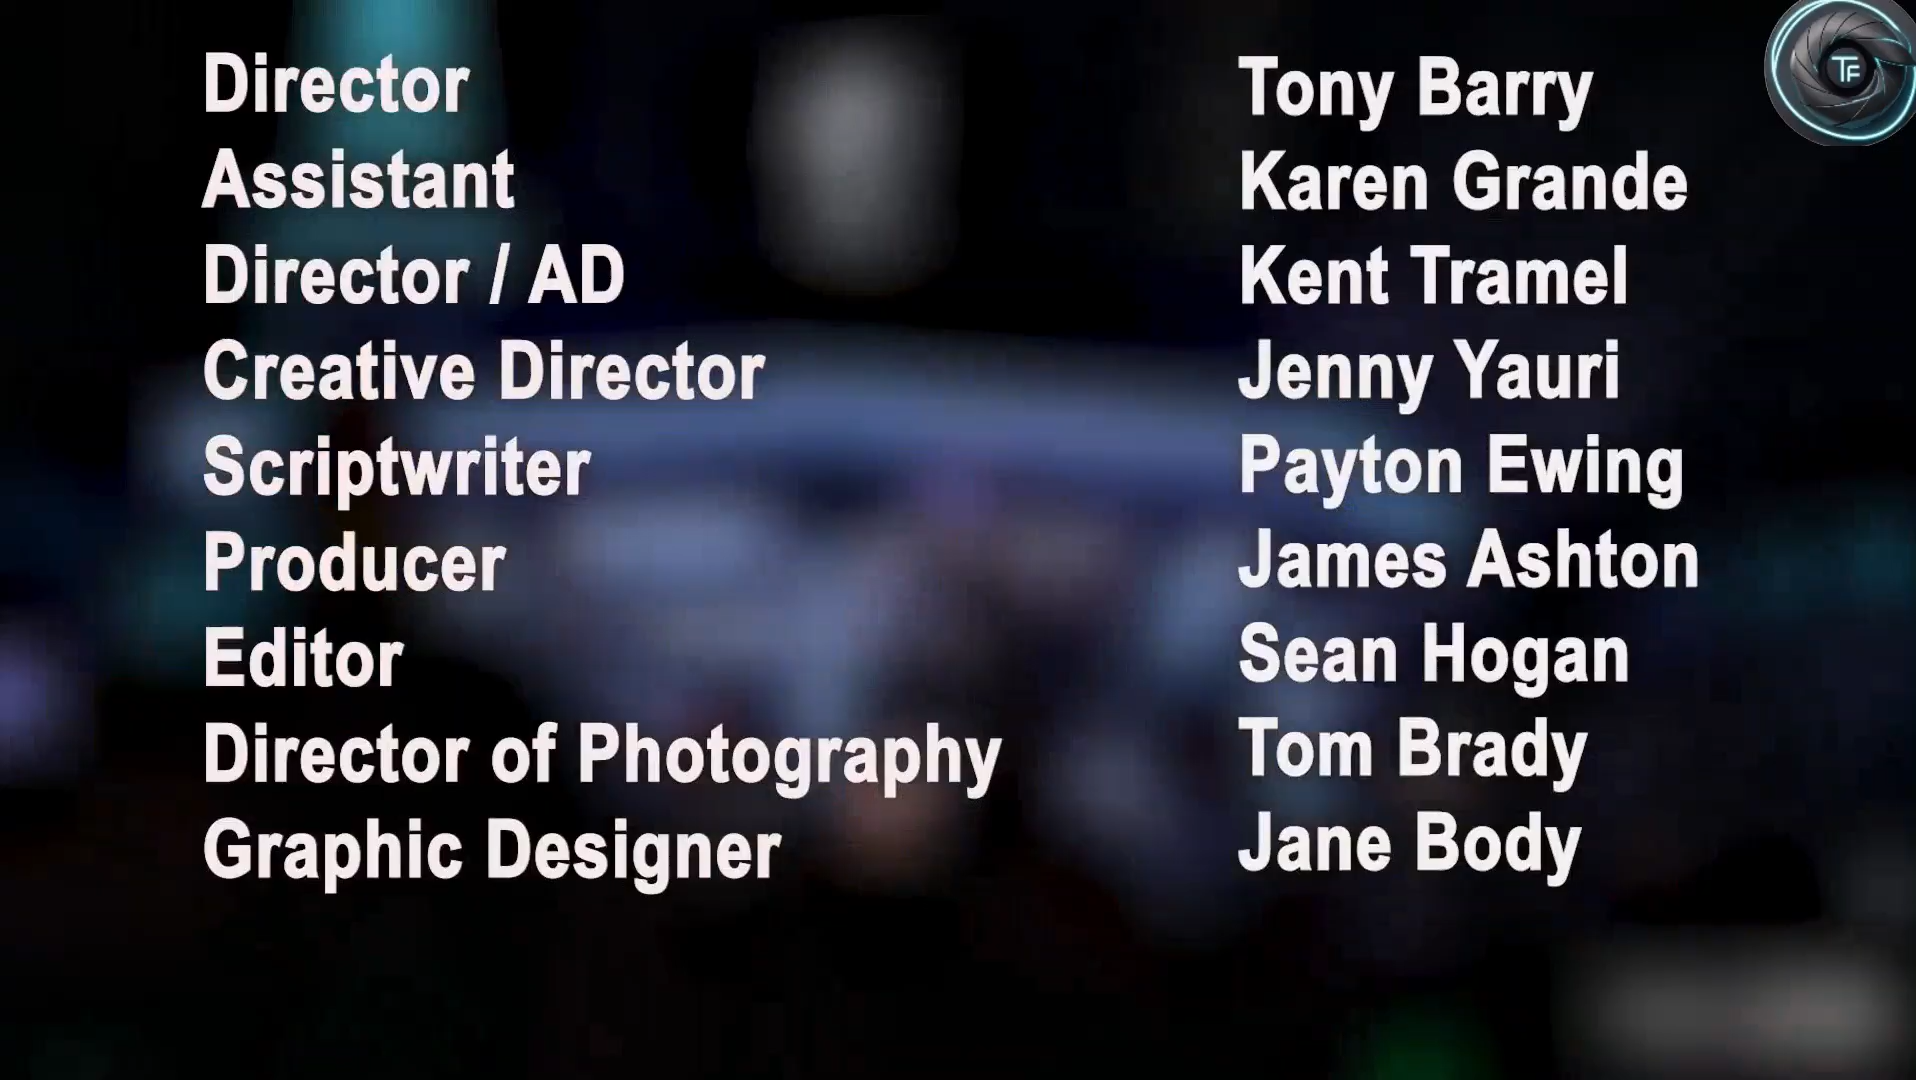 Director Tony Barry
Assistant Karen Grande
Director / AD Kent Tramel
Creative Director Jenny Yauri
Scriptwriter Payton Ewing
Producer James Ashton
Editor Sean Hogan
Director of Photography Tom Brady
Graphic Designer Jane Body
TF